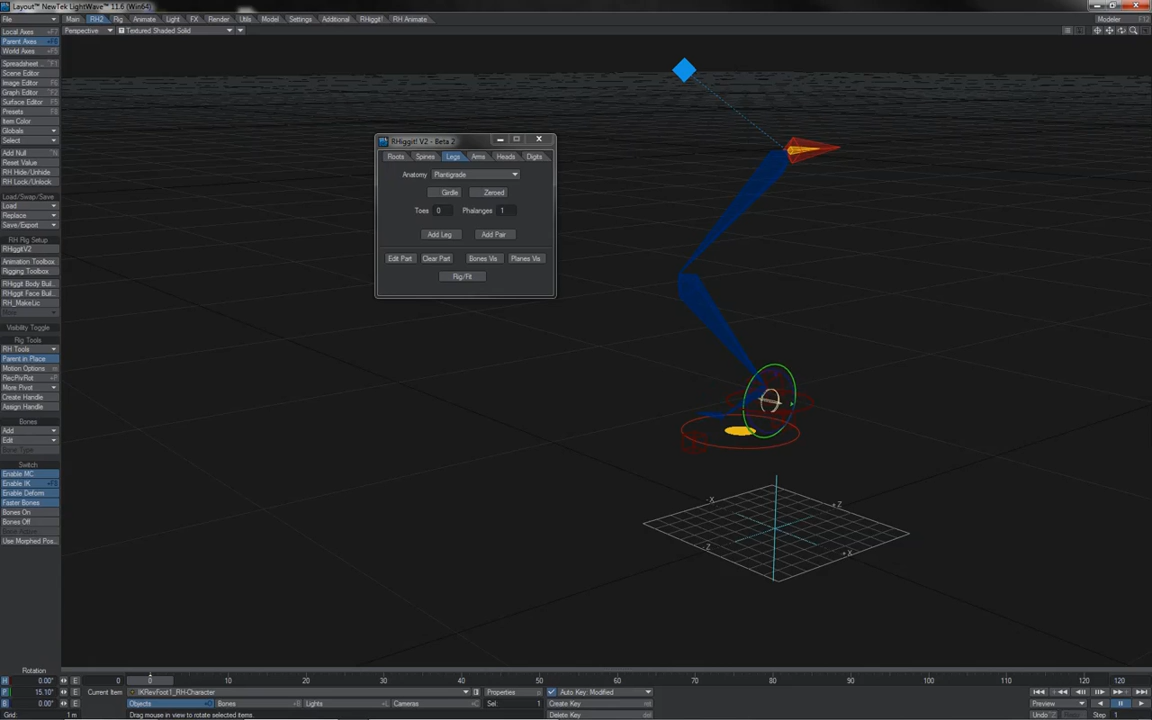 Layout™ NewTek LightWave™ 11.6 (Win64)
File Main RH2 Rig Animate Light FX Render Utils Model Settings Additional RHiggit! RH Animate Modeler F12
Local Axes
Perspective Textured Shaded Solid
Parent Axes
World Axes
Spreadsheet...
Scene Editor
Image Editor
Graph Editor
Surface Editor
Presets
Item Color
Globals
Select
Add Null
RH Hide/Unhide
Reset Value
RH Lock/Unlock
Load/Swap/Save
Load
Replace
Save/Export
RH Rig Setup
RHiggitV2
Animation Toolbox
Rigging Toolbox
RHiggit Body Buil...
RHiggit Face Buil...
RH_MakeLic
Visibility Toggle
Rig Tools
RH Tools
Parent in Place
Motion Options
RecPivRot
More Pivot
Create Handle
Assign Handle
Bones
Add
Edit
Bone Type
Switch
Enable MC
Enable IK
Enable Deform
Faster Bones
Bones On
Bones Off
Use Morphed Pos...
RHiggit! V2 - Beta 2
Roots Spines Legs Arms Heads Digits
Anatomy Plantigrade
Girdle Zeroed
Toes 0 Phalanges 1
Add Leg Add Pair
Edit Part Clear Part Bones Vis Planes Vis
Rig/Fit
-X +Z
-Z +X
Rotation
H 0.00° E 0 0 10 20 30 40 50 60 70 80 90 100 110 120 120
P 15.10° E Current Item IKRevFoot1_RH-Character Properties Auto Key: Modified
B 0.00° E Objects Bones Lights Cameras Sel: 1 Create Key Preview
Grid: 1 m Drag mouse in view to rotate selected items. Delete Key Undo Step 1